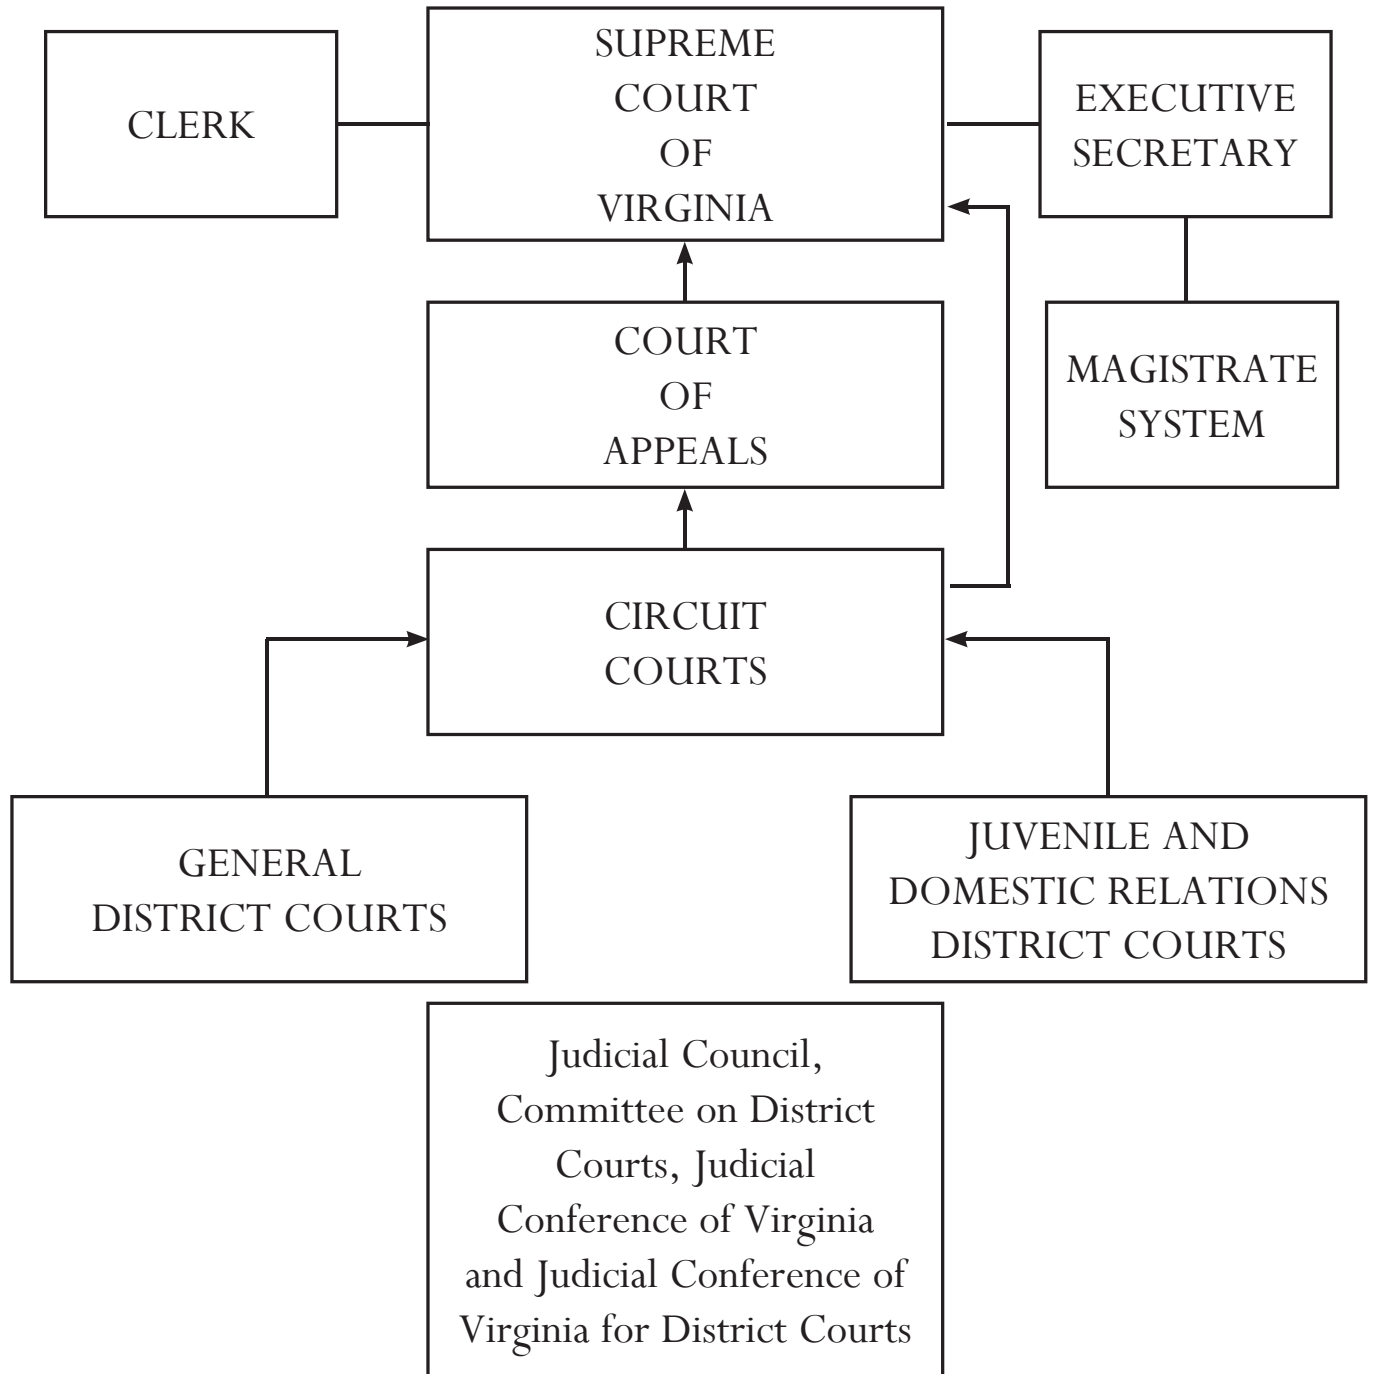 CLERK
SUPREME
COURT
OF
VIRGINIA
EXECUTIVE
SECRETARY
COURT
OF
APPEALS
MAGISTRATE
SYSTEM
CIRCUIT
COURTS
GENERAL
DISTRICT COURTS
JUVENILE AND
DOMESTIC RELATIONS
DISTRICT COURTS
Judicial Council,
Committee on District
Courts, Judicial
Conference of Virginia
and Judicial Conference of
Virginia for District Courts